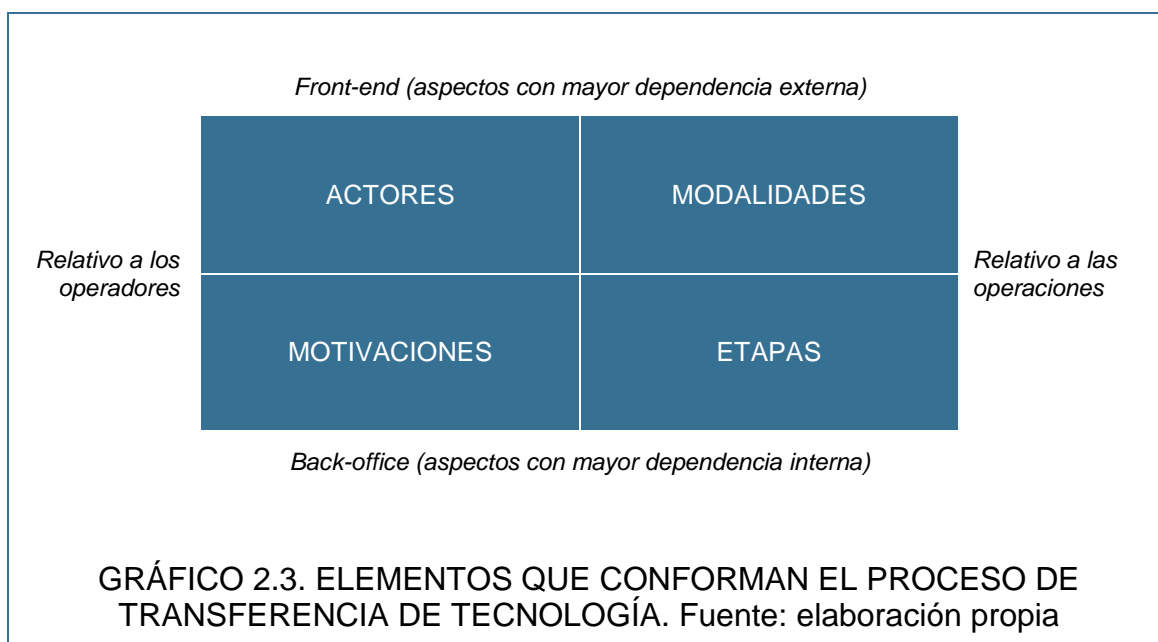 Front-end (aspectos con mayor dependencia externa)
ACTORES
MODALIDADES
Relativo a los
operadores
Relativo a las
operaciones
MOTIVACIONES
ETAPAS
Back-office (aspectos con mayor dependencia interna)
GRÁFICO 2.3. ELEMENTOS QUE CONFORMAN EL PROCESO DE
TRANSFERENCIA DE TECNOLOGÍA. Fuente: elaboración propia